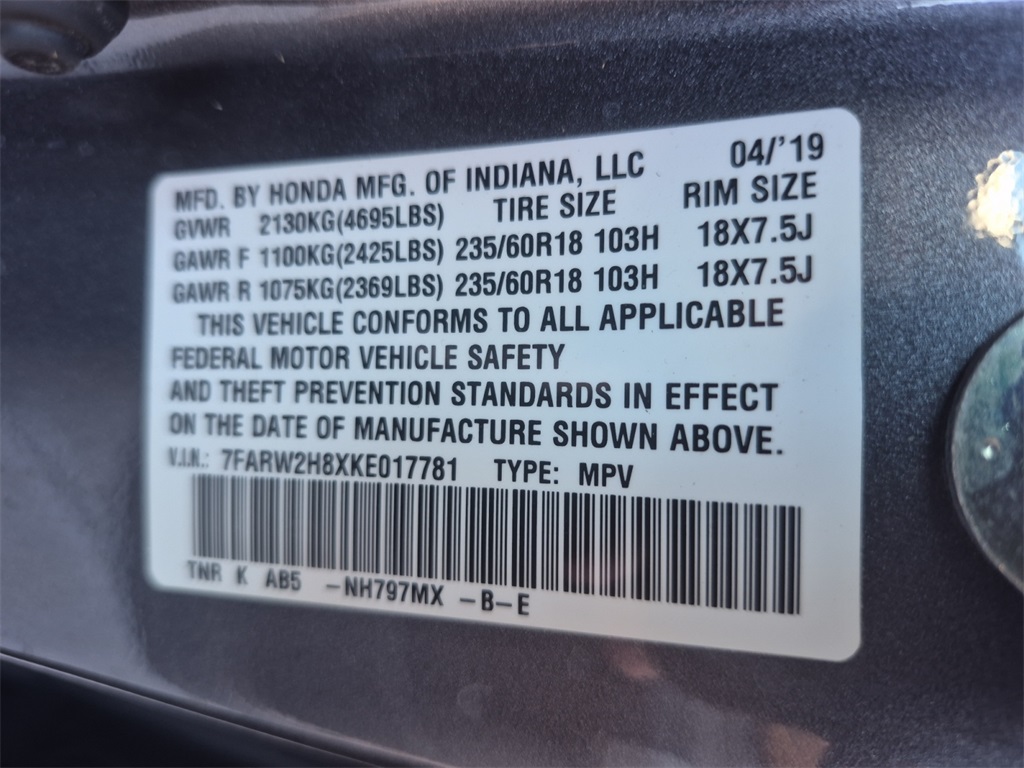 MFD. BY HONDA MFG. OF INDIANA, LLC 04/'19
GVWR 2130KG(4695LBS) TIRE SIZE RIM SIZE
GAWR F 1100KG(2425LBS) 235/60R18 103H 18X7.5J
GAWR R 1075KG(2369LBS) 235/60R18 103H 18X7.5J
THIS VEHICLE CONFORMS TO ALL APPLICABLE
FEDERAL MOTOR VEHICLE SAFETY
AND THEFT PREVENTION STANDARDS IN EFFECT
ON THE DATE OF MANUFACTURE SHOWN ABOVE.
V.I.N.: 7FARW2H8XKE017781 TYPE: MPV
TNR K AB5 -NH797MX -B-E